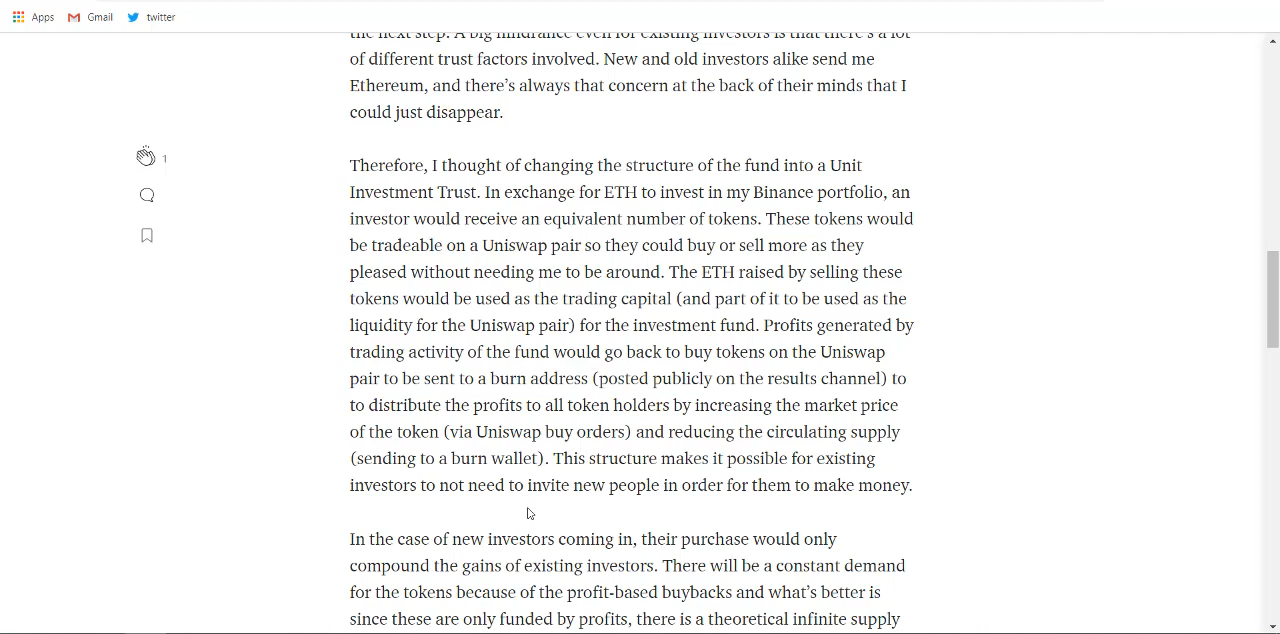 Apps Gmail twitter
the next step. A big hindrance even for existing investors is that there's a lot
of different trust factors involved. New and old investors alike send me
Ethereum, and there’s always that concern at the back of their minds that I
could just disappear.
1
Therefore, I thought of changing the structure of the fund into a Unit
Investment Trust. In exchange for ETH to invest in my Binance portfolio, an
investor would receive an equivalent number of tokens. These tokens would
be tradeable on a Uniswap pair so they could buy or sell more as they
pleased without needing me to be around. The ETH raised by selling these
tokens would be used as the trading capital (and part of it to be used as the
liquidity for the Uniswap pair) for the investment fund. Profits generated by
trading activity of the fund would go back to buy tokens on the Uniswap
pair to be sent to a burn address (posted publicly on the results channel) to
to distribute the profits to all token holders by increasing the market price
of the token (via Uniswap buy orders) and reducing the circulating supply
(sending to a burn wallet). This structure makes it possible for existing
investors to not need to invite new people in order for them to make money.
In the case of new investors coming in, their purchase would only
compound the gains of existing investors. There will be a constant demand
for the tokens because of the profit-based buybacks and what’s better is
since these are only funded by profits, there is a theoretical infinite supply